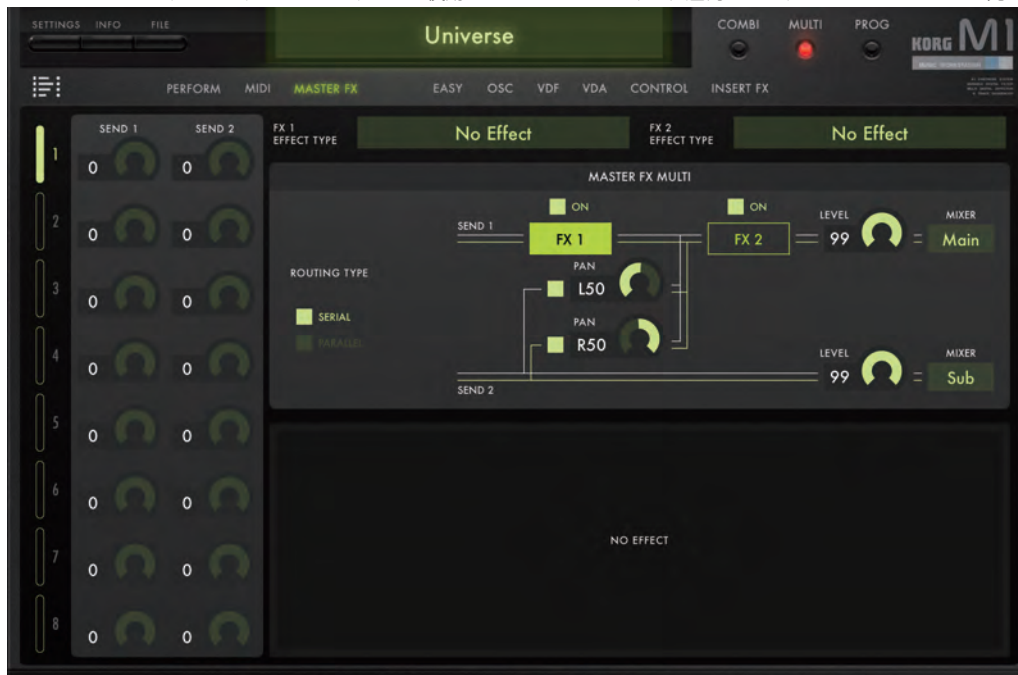 SETTINGS INFO FILE
Universe
COMBI MULTI PROG
KORG M1
MUSIC WORKSTATION
PERFORM MIDI MASTER FX EASY OSC VDF VDA CONTROL INSERT FX
SEND 1 SEND 2
FX 1 EFFECT TYPE No Effect
FX 2 EFFECT TYPE No Effect
1 0 0
MASTER FX MULTI
ON ON
2 0 0
SEND 1 FX 1 FX 2 LEVEL 99 = MIXER Main
ROUTING TYPE
PAN L50
3 0 0
SERIAL
PAN R50
PARALLEL
4 0 0
LEVEL 99 = MIXER Sub
SEND 2
5 0 0
6 0 0
NO EFFECT
7 0 0
8 0 0